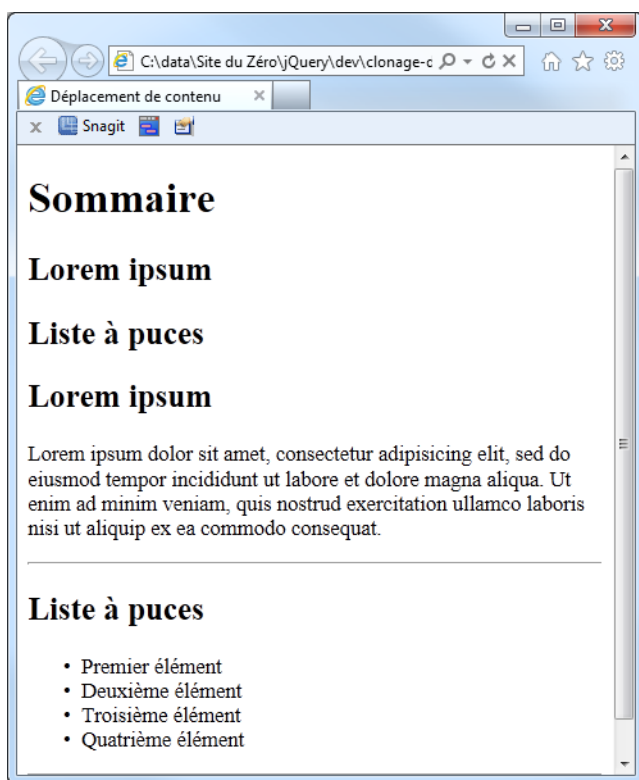 C:\data\Site du Zéro\jQuery\dev\clonage-c
Déplacement de contenu
Snagit
Sommaire
Lorem ipsum
Liste à puces
Lorem ipsum
Lorem ipsum dolor sit amet, consectetur adipisicing elit, sed do
eiusmod tempor incididunt ut labore et dolore magna aliqua. Ut
enim ad minim veniam, quis nostrud exercitation ullamco laboris
nisi ut aliquip ex ea commodo consequat.
Liste à puces
• Premier élément
• Deuxième élément
• Troisième élément
• Quatrième élément